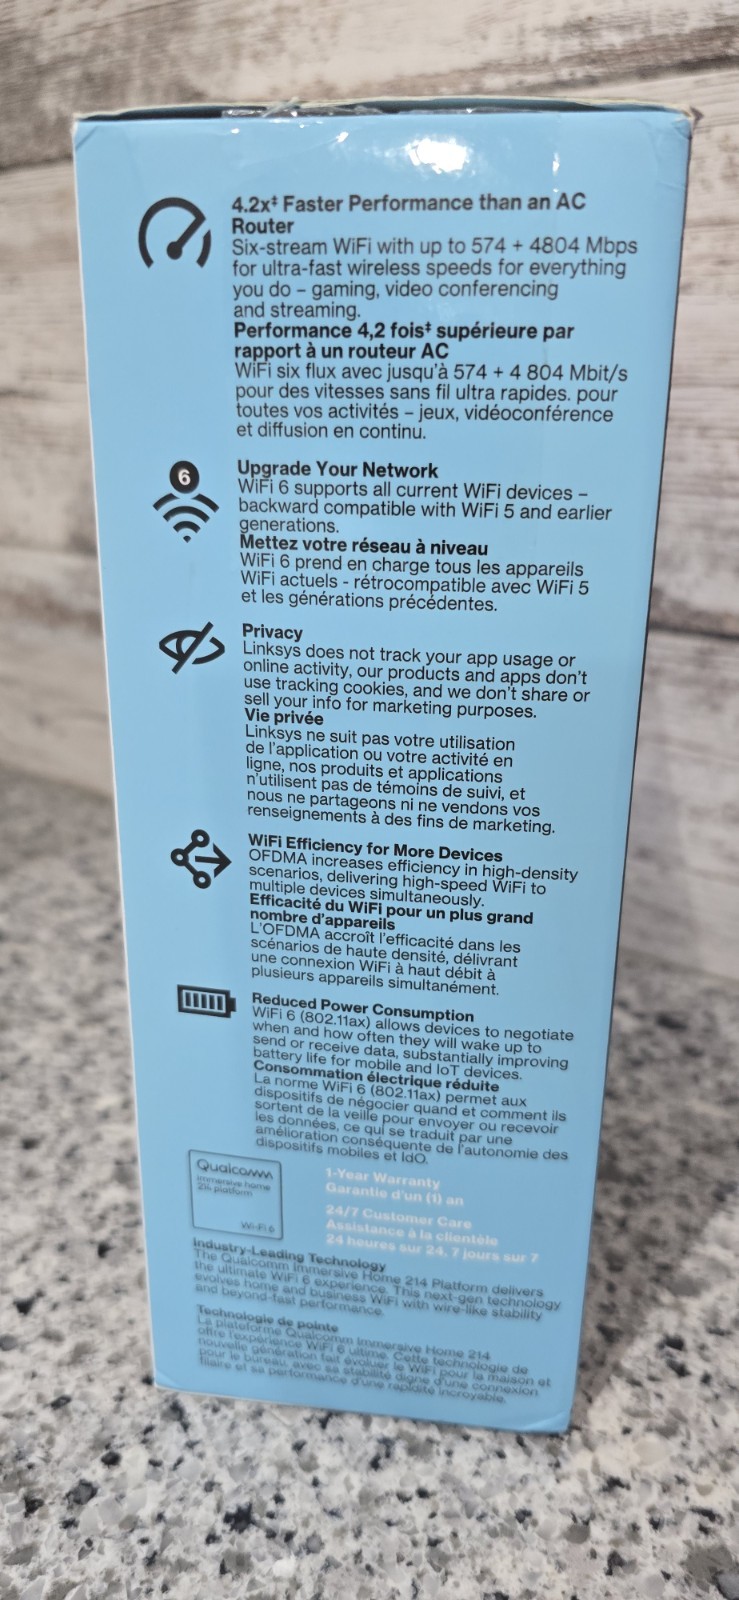 4.2x‡ Faster Performance than an AC
Router
Six-stream WiFi with up to 574 + 4804 Mbps
for ultra-fast wireless speeds for everything
you do – gaming, video conferencing
and streaming.
Performance 4,2 fois‡ supérieure par
rapport à un routeur AC
WiFi six flux avec jusqu'à 574 + 4 804 Mbit/s
pour des vitesses sans fil ultra rapides. pour
toutes vos activités – jeux, vidéoconférence
et diffusion en continu.
6
Upgrade Your Network
WiFi 6 supports all current WiFi devices –
backward compatible with WiFi 5 and earlier
generations.
Mettez votre réseau à niveau
WiFi 6 prend en charge tous les appareils
WiFi actuels - rétrocompatible avec WiFi 5
et les générations précédentes.
Privacy
Linksys does not track your app usage or
online activity, our products and apps don't
use tracking cookies, and we don't share or
sell your info for marketing purposes.
Vie privée
Linksys ne suit pas votre utilisation
de l'application ou votre activité en
ligne, nos produits et applications
n'utilisent pas de témoins de suivi, et
nous ne partageons ni ne vendons vos
renseignements à des fins de marketing.
WiFi Efficiency for More Devices
OFDMA increases efficiency in high-density
scenarios, delivering high-speed WiFi to
multiple devices simultaneously.
Efficacité du WiFi pour un plus grand
nombre d'appareils
L'OFDMA accroît l'efficacité dans les
scénarios de haute densité, délivrant
une connexion WiFi à haut débit à
plusieurs appareils simultanément.
Reduced Power Consumption
WiFi 6 (802.11ax) allows devices to negotiate
when and how often they will wake up to
send or receive data, substantially improving
battery life for mobile and IoT devices.
Consommation électrique réduite
La norme WiFi 6 (802.11ax) permet aux
dispositifs de négocier quand et comment ils
sortent de la veille pour envoyer ou recevoir
les données, ce qui se traduit par une
amélioration conséquente de l'autonomie des
dispositifs mobiles et IdO.
Qualcomm
immersive home
214 platform
Wi-Fi 6
1-Year Warranty
Garantie d'un (1) an
24/7 Customer Care
Assistance à la clientèle
24 heures sur 24, 7 jours sur 7
Industry-Leading Technology
The Qualcomm Immersive Home 214 Platform delivers
the ultimate WiFi 6 experience. This next-gen technology
evolves home and business WiFi with wire-like stability
and beyond-fast performance.
Technologie de pointe
La plateforme Qualcomm Immersive Home 214
offre l'expérience WiFi 6 ultime. Cette technologie de
nouvelle génération fait évoluer le WiFi pour la maison et
pour le bureau, avec sa stabilité digne d'une connexion
filaire et sa performance d'une rapidité incroyable.